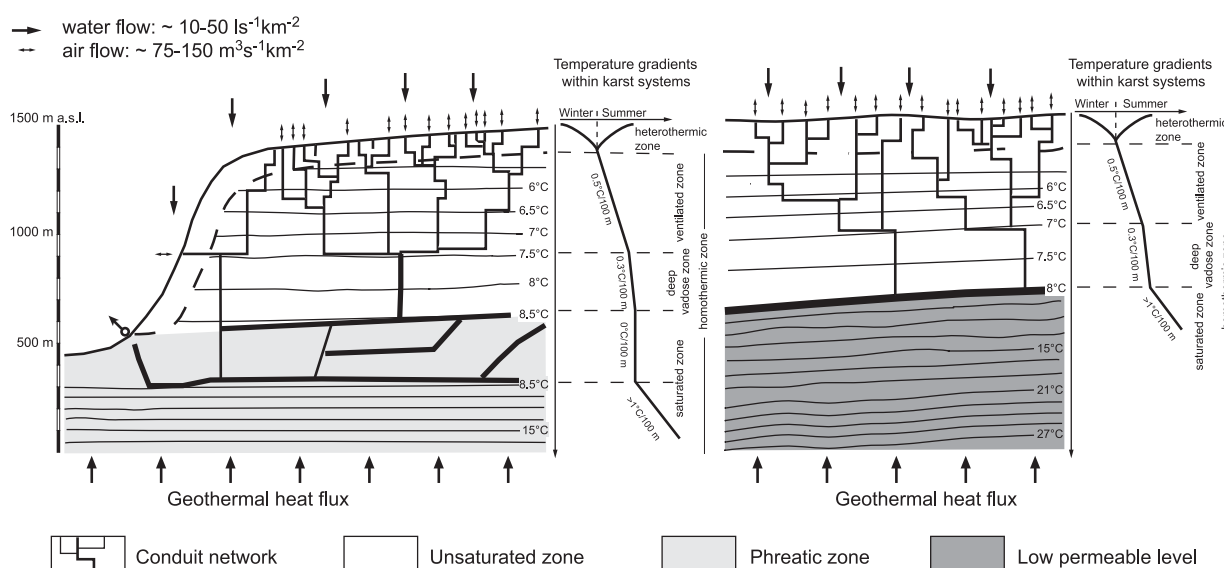 water flow: ~ 10-50 ls⁻¹km⁻²
air flow: ~ 75-150 m³s⁻¹km⁻²
Temperature gradients
within karst systems
Winter Summer
heterothermic
zone
1500 m a.s.l.
1000 m
500 m
6°C
6.5°C
7°C
7.5°C
8°C
8,5°C
8,5°C
15°C
0.5°C/100 m
0.3°C/100 m
0°C/100 m
>1°C/100 m
ventilated zone
deep
vadose zone
saturated zone
homothermic zone
Geothermal heat flux
Temperature gradients
within karst systems
Winter Summer
heterothermic
zone
6°C
6.5°C
7°C
7.5°C
8°C
15°C
21°C
27°C
0.5°C/100 m
0.3°C/100 m
>1°C/100 m
ventilated zone
deep
vadose zone
saturated zone
Geothermal heat flux
Conduit network
Unsaturated zone
Phreatic zone
Low permeable level